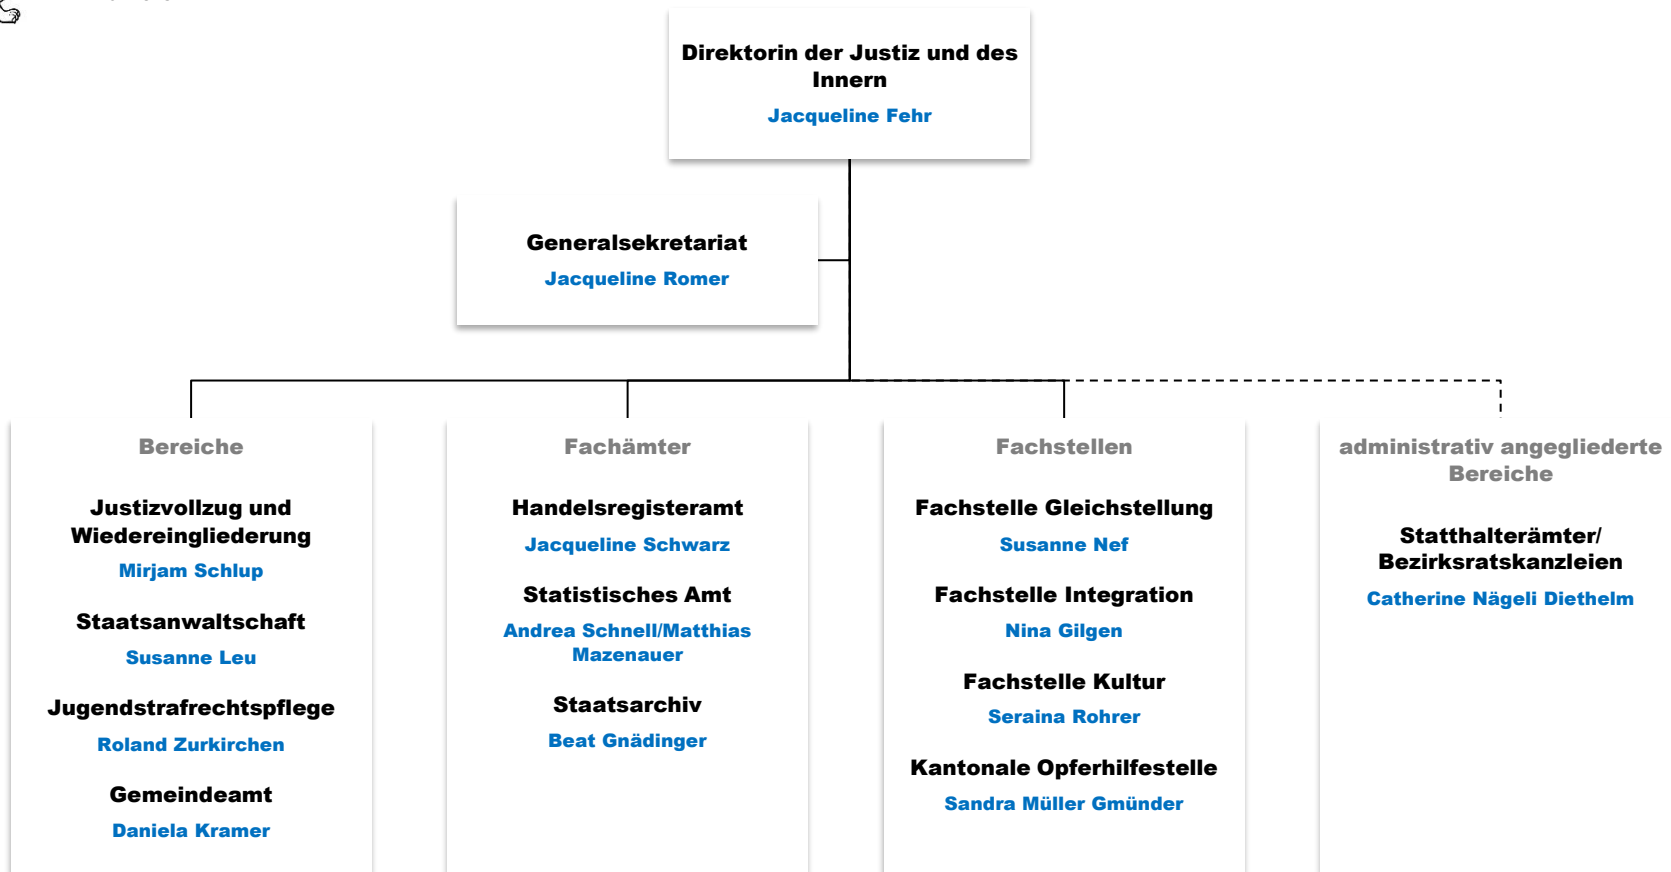 Direktorin der Justiz und des
Innern
Jacqueline Fehr
Generalsekretariat
Jacqueline Romer
Bereiche
Justizvollzug und
Wiedereingliederung
Mirjam Schlup
Staatsanwaltschaft
Susanne Leu
Jugendstrafrechtspflege
Roland Zurkirchen
Gemeindeamt
Daniela Kramer
Fachämter
Handelsregisteramt
Jacqueline Schwarz
Statistisches Amt
Andrea Schnell/Matthias
Mazenauer
Staatsarchiv
Beat Gnädinger
Fachstellen
Fachstelle Gleichstellung
Susanne Nef
Fachstelle Integration
Nina Gilgen
Fachstelle Kultur
Seraina Rohrer
Kantonale Opferhilfestelle
Sandra Müller Gmünder
administrativ angegliederte
Bereiche
Statthalterämter/
Bezirksratskanzleien
Catherine Nägeli Diethelm